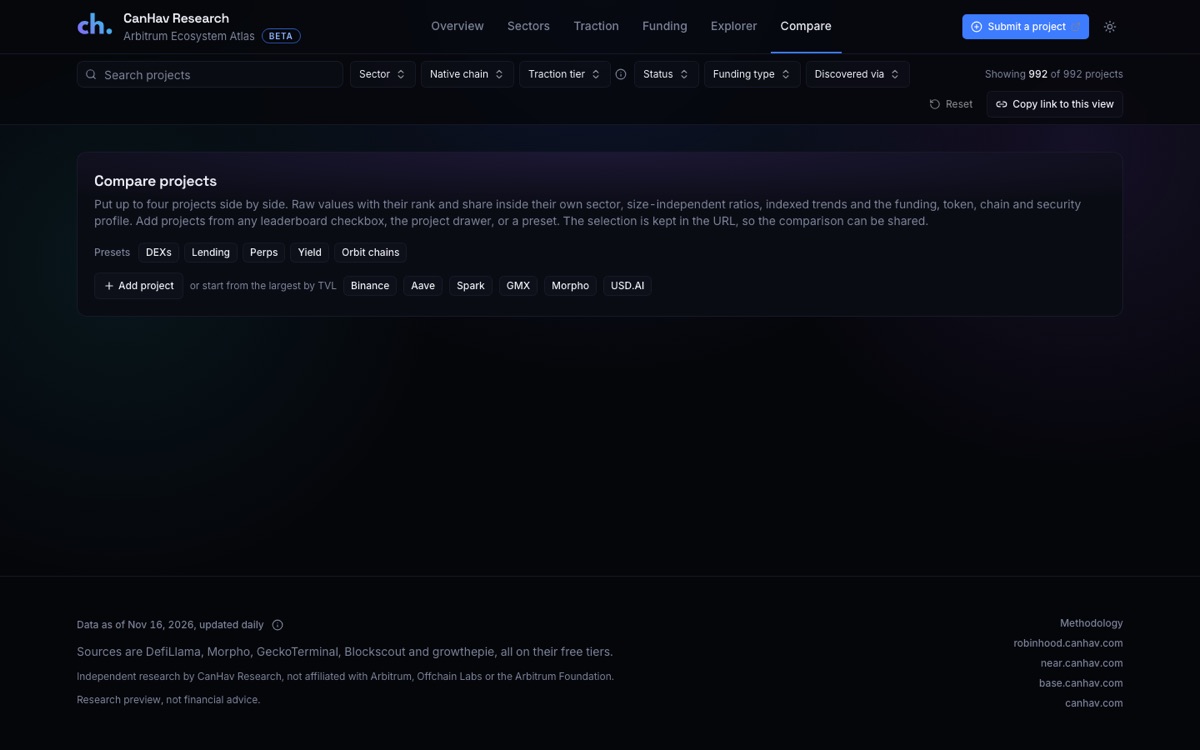 ch.
CanHav Research
Arbitrum Ecosystem Atlas BETA
Overview Sectors Traction Funding Explorer Compare
Submit a project
Search projects
Sector Native chain Traction tier Status Funding type Discovered via
Showing 992 of 992 projects
Reset Copy link to this view
Compare projects
Put up to four projects side by side. Raw values with their rank and share inside their own sector, size-independent ratios, indexed trends and the funding, token, chain and security
profile. Add projects from any leaderboard checkbox, the project drawer, or a preset. The selection is kept in the URL, so the comparison can be shared.
Presets DEXs Lending Perps Yield Orbit chains
Add project or start from the largest by TVL Binance Aave Spark GMX Morpho USD.AI
Data as of Nov 16, 2026, updated daily
Sources are DefiLlama, Morpho, GeckoTerminal, Blockscout and growthepie, all on their free tiers.
Independent research by CanHav Research, not affiliated with Arbitrum, Offchain Labs or the Arbitrum Foundation.
Research preview, not financial advice.
Methodology
robinhood.canhav.com
near.canhav.com
base.canhav.com
canhav.com